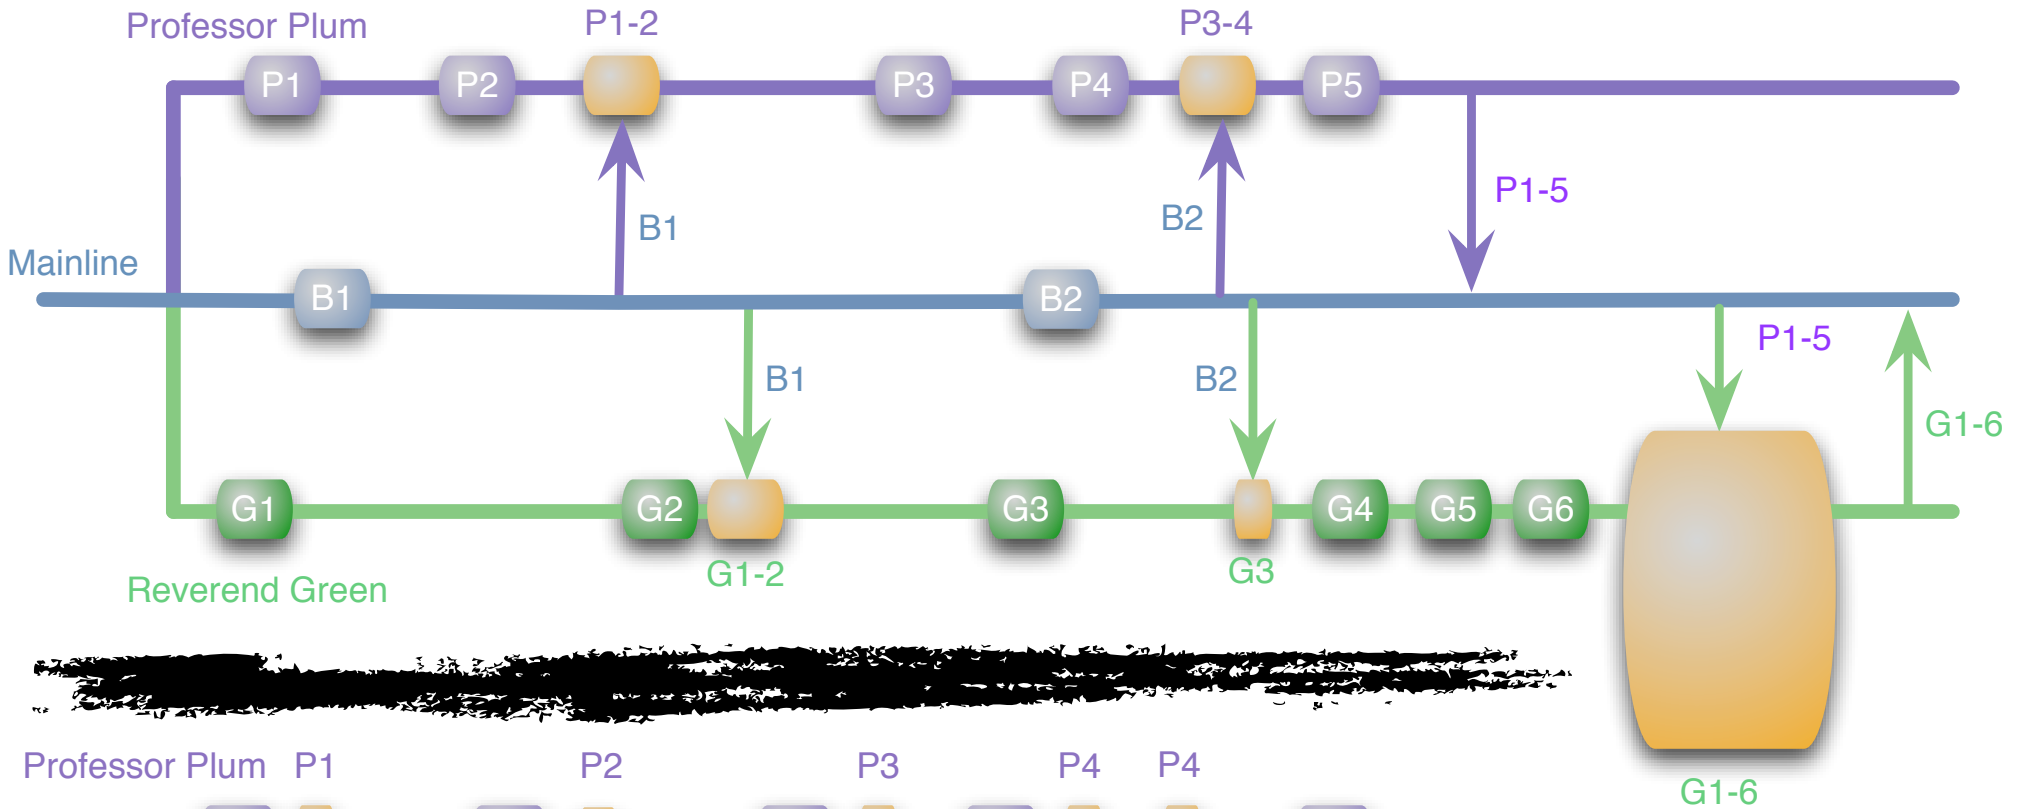 Professor Plum P1-2 P3-4
P1 P2 P3 P4 P5
P1-5
B1 B2
Mainline
B1 B2
P1-5
B1 B2
G1-6
G1 G2 G3 G4 G5 G6
G1-2 G3
Reverend Green
Professor Plum P1 P2 P3 P4 P4
G1-6